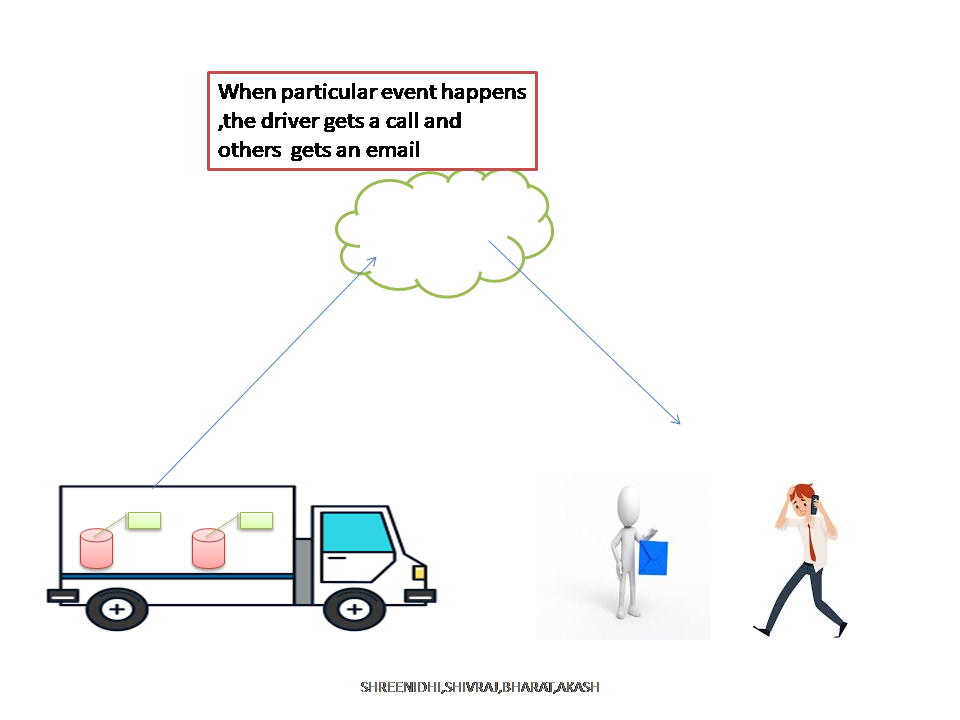 When particular event happens
,the driver gets a call and
others  gets an email
SHREENIDHI,SHIVRAJ,BHARAT,AKASH